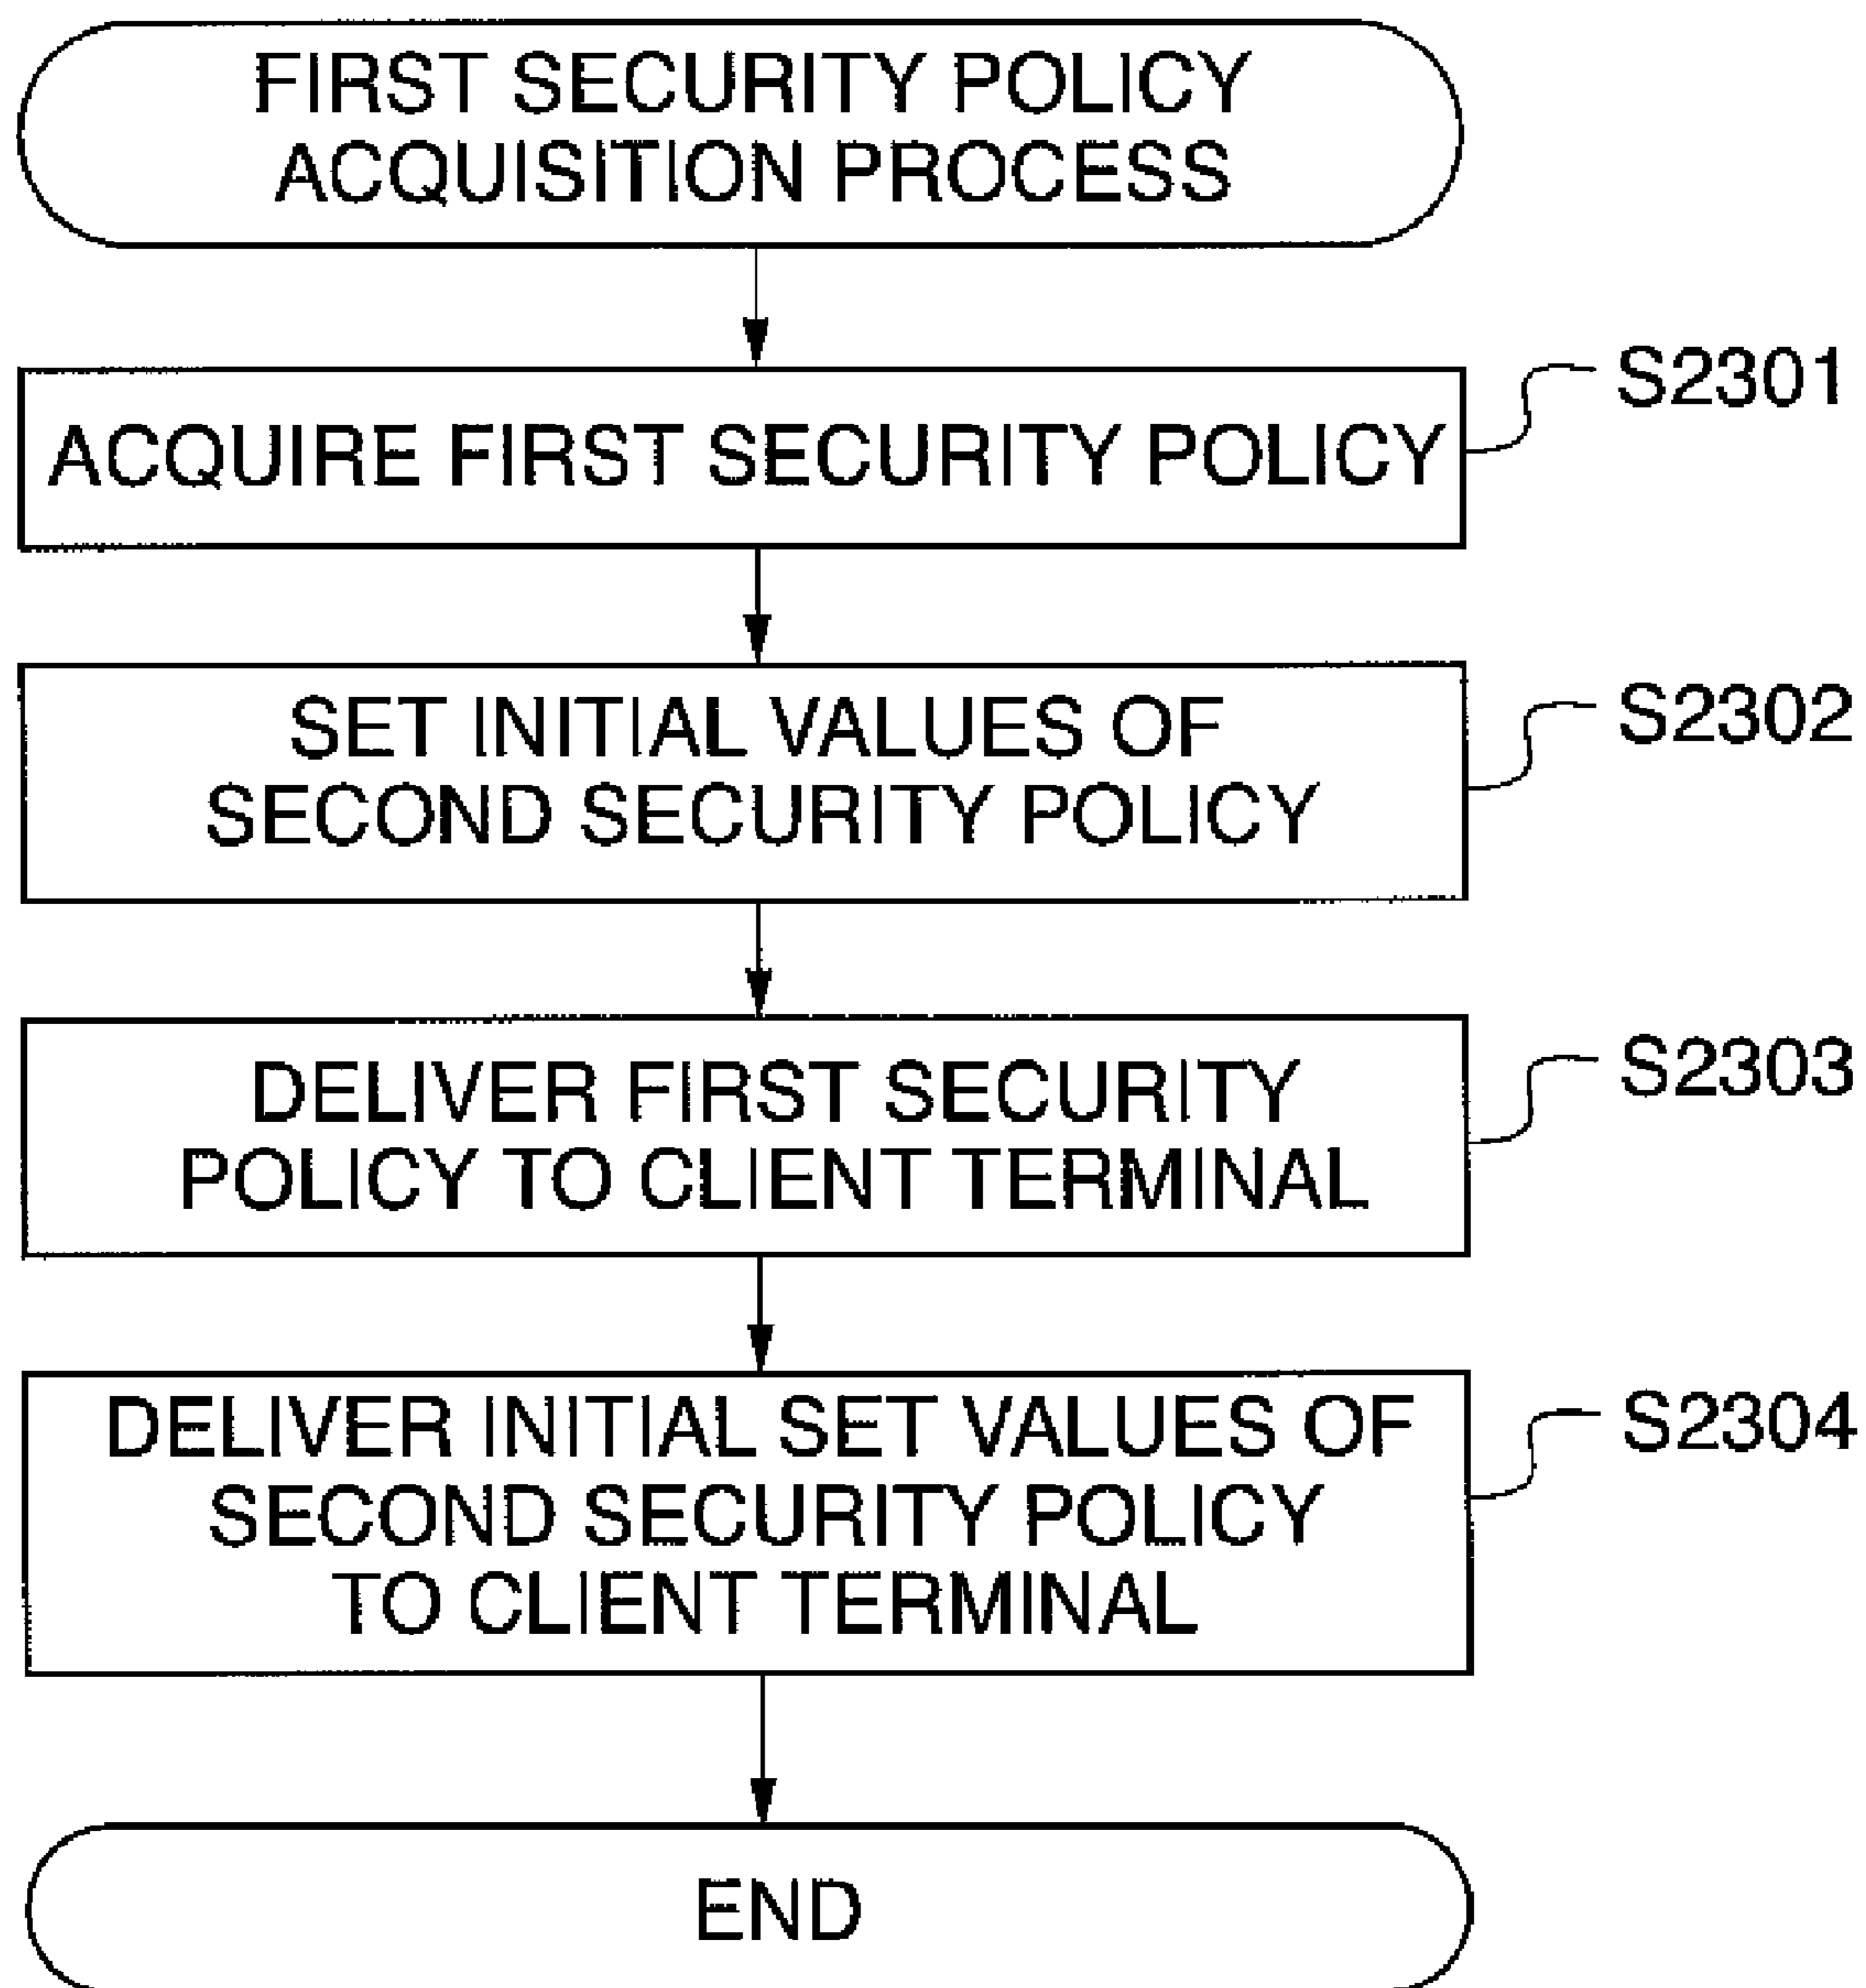 FIRST SECURITY POLICY
ACQUISITION PROCESS
S2301
ACQUIRE FIRST SECURITY POLICY
S2302
SET INITIAL VALUES OF
SECOND SECURITY POLICY
S2303
DELIVER FIRST SECURITY
POLICY TO CLIENT TERMINAL
S2304
DELIVER INITIAL SET VALUES OF
SECOND SECURITY POLICY
TO CLIENT TERMINAL
END